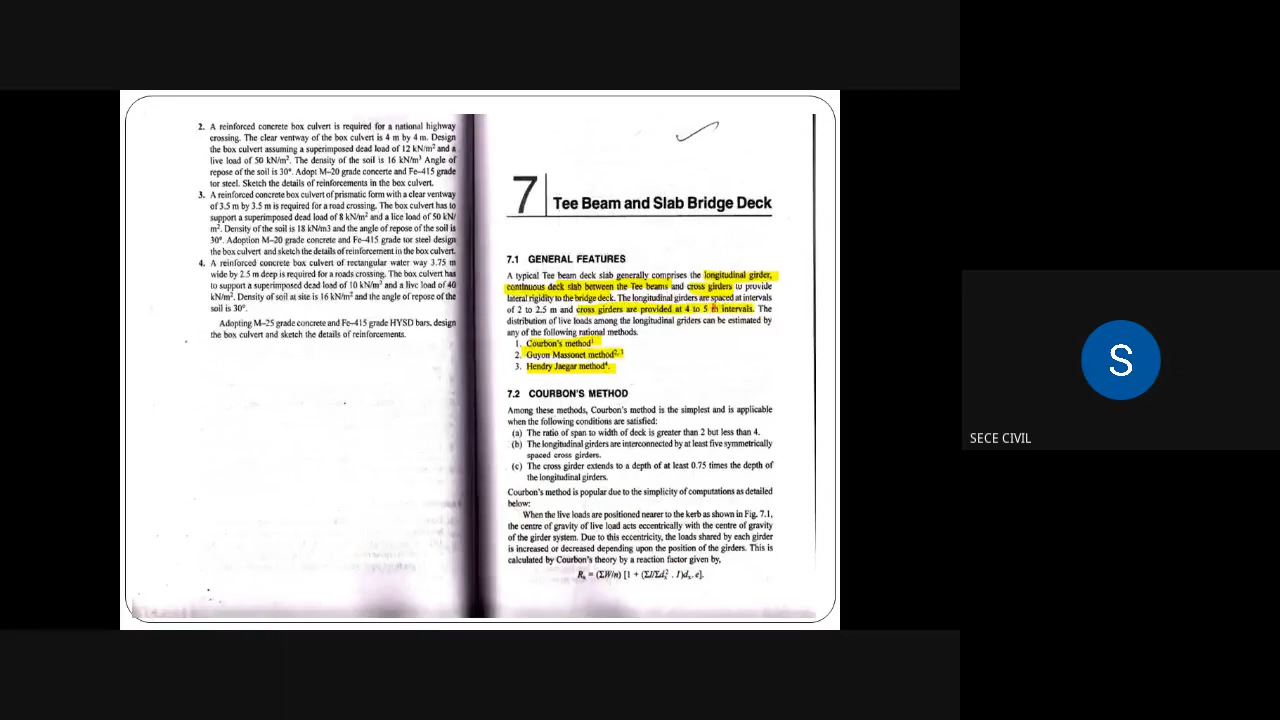 2. A reinforced concrete box culvert is required for a national highway
crossing. The clear ventway of the box culvert is 4 m by 4 m. Design
the box culvert assuming a superimposed dead load of 12 kN/m² and a
live load of 50 kN/m². The density of the soil is 16 kN/m³ Angle of
repose of the soil is 30°. Adopt M–20 grade concerte and Fe–415 grade
tor steel. Sketch the details of reinforcements in the box culvert.
3. A reinforced concrete box culvert of prismatic form with a clear ventway
of 3.5 m by 3.5 m is required for a road crossing. The box culvert has to
support a superimposed dead load of 8 kN/m² and a lice load of 50 kN/
m². Density of the soil is 18 kN/m3 and the angle of repose of the soil is
30°. Adoption M–20 grade concrete and Fe–415 grade tor steel design
the box culvert and sketch the details of reinforcement in the box culvert.
4. A reinforced concrete box culvert of rectangular water way 3.75 m
wide by 2.5 m deep is required for a roads crossing. The box culvert has
to support a superimposed dead load of 10 kN/m² and a live load of 40
kN/m². Density of soil at site is 16 kN/m² and the angle of repose of the
soil is 30°.
Adopting M–25 grade concrete and Fe–415 grade HYSD bars, design
the box culvert and sketch the details of reinforcements.
7 Tee Beam and Slab Bridge Deck
7.1 GENERAL FEATURES
A typical Tee beam deck slab generally comprises the longitudinal girder,
continuous deck slab between the Tee beams and cross girders to provide
lateral rigidity to the bridge deck. The longitudinal girders are spaced at intervals
of 2 to 2.5 m and cross girders are provided at 4 to 5 m intervals. The
distribution of live loads among the longitudinal griders can be estimated by
any of the following rational methods.
1. Courbon's method¹
2. Guyon Massonet method²,³
3. Hendry Jaegar method⁴.
7.2 COURBON'S METHOD
Among these methods, Courbon's method is the simplest and is applicable
when the following conditions are satisfied:
(a) The ratio of span to width of deck is greater than 2 but less than 4.
(b) The longitudinal girders are interconnected by at least five symmetrically
spaced cross girders.
(c) The cross girder extends to a depth of at least 0.75 times the depth of
the longitudinal girders.
Courbon's method is popular due to the simplicity of computations as detailed
below:
When the live loads are positioned nearer to the kerb as shown in Fig. 7.1,
the centre of gravity of live load acts eccentrically with the centre of gravity
of the girder system. Due to this eccentricity, the loads shared by each girder
is increased or decreased depending upon the position of the girders. This is
calculated by Courbon's theory by a reaction factor given by,
Rₓ = (ΣW/n) [1 + (ΣI/Σdₓ² . I)dₓ. e].
S
SECE CIVIL